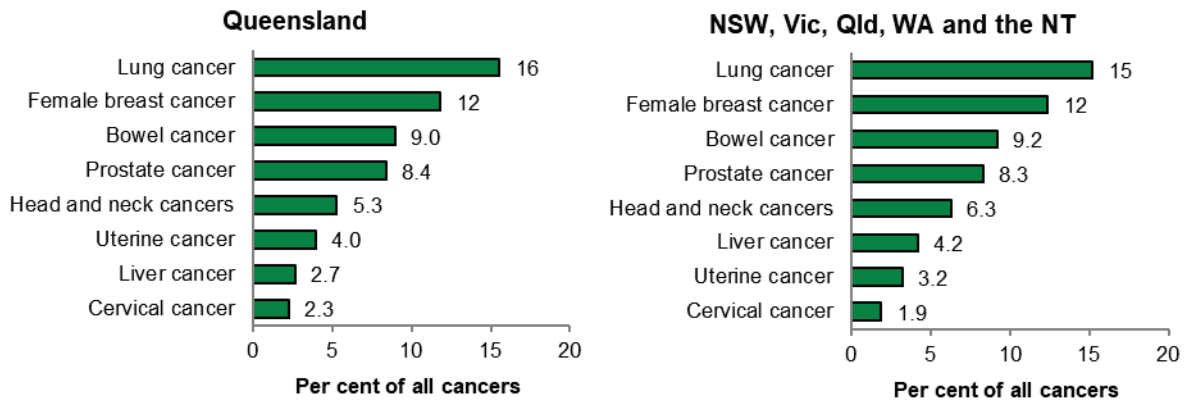 Queensland
Lung cancer 16
Female breast cancer 12
Bowel cancer 9.0
Prostate cancer 8.4
Head and neck cancers 5.3
Uterine cancer 4.0
Liver cancer 2.7
Cervical cancer 2.3
0 5 10 15 20
Per cent of all cancers
NSW, Vic, Qld, WA and the NT
Lung cancer 15
Female breast cancer 12
Bowel cancer 9.2
Prostate cancer 8.3
Head and neck cancers 6.3
Liver cancer 4.2
Uterine cancer 3.2
Cervical cancer 1.9
0 5 10 15 20
Per cent of all cancers